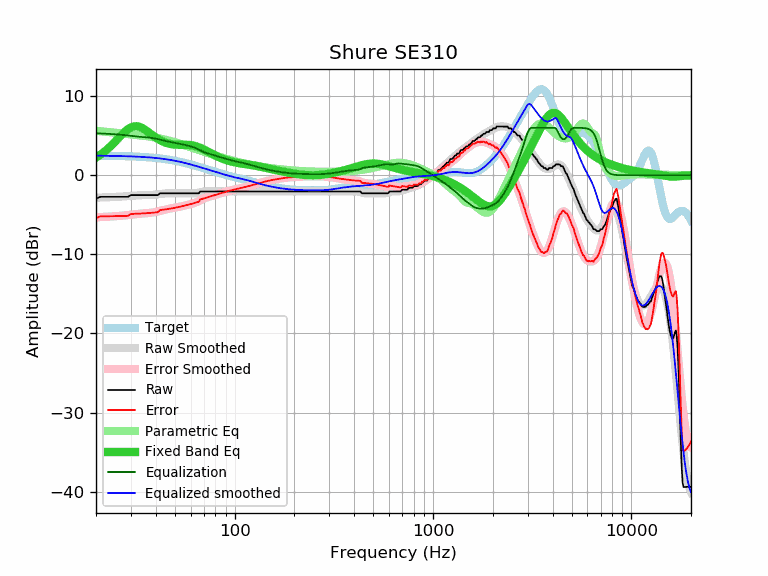 Shure SE310
Amplitude (dBr)
10
0
−10
−20
−30
−40
Target
Raw Smoothed
Error Smoothed
Raw
Error
Parametric Eq
Fixed Band Eq
Equalization
Equalized smoothed
100 1000 10000
Frequency (Hz)